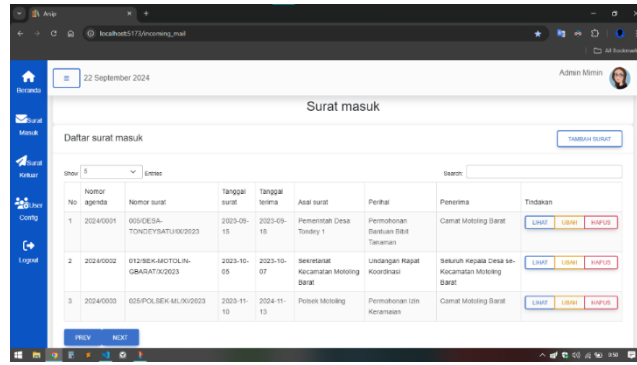 Arsip
localhost:5173/incoming_mail
All Bookmarks
Beranda
Surat Masuk
Surat Keluar
User Config
Logout
22 September 2024
Admin Mimin
Surat masuk
Daftar surat masuk
TAMBAH SURAT
Show 5 Entries
Search:
No Nomor agenda Nomor surat Tanggal surat Tanggal terima Asal surat Perihal Penerima Tindakan
1 2024/0001 005/DESA-TONDEYSATU/IX/2023 2023-09-15 2023-09-16 Pemerintah Desa Tondey 1 Permohonan Bantuan Bibit Tanaman Camat Motoling Barat LIHAT UBAH HAPUS
2 2024/0002 012/SEK-MOTOLINGBARAT/X/2023 2023-10-05 2023-10-07 Sekretariat Kecamatan Motoling Barat Undangan Rapat Koordinasi Seluruh Kepala Desa se-Kecamatan Motoling Barat LIHAT UBAH HAPUS
3 2024/0003 025/POLSEK-ML/XI/2023 2023-11-10 2024-11-13 Polsek Motoling Permohonan Izin Keramaian Camat Motoling Barat LIHAT UBAH HAPUS
PREV NEXT